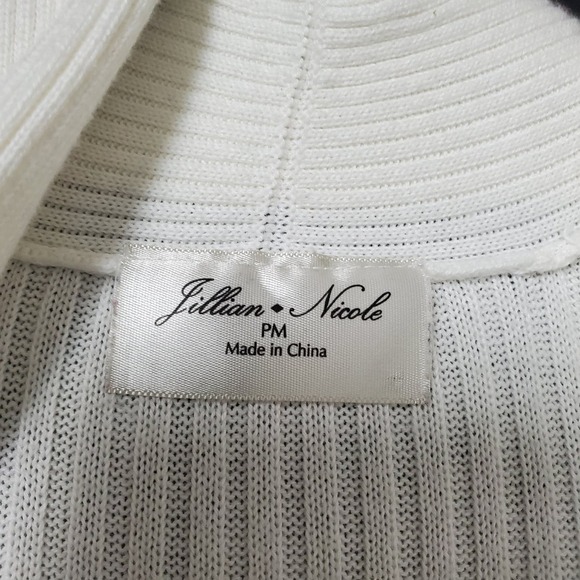 Jillian ⬥ Nicole
PM
Made in China